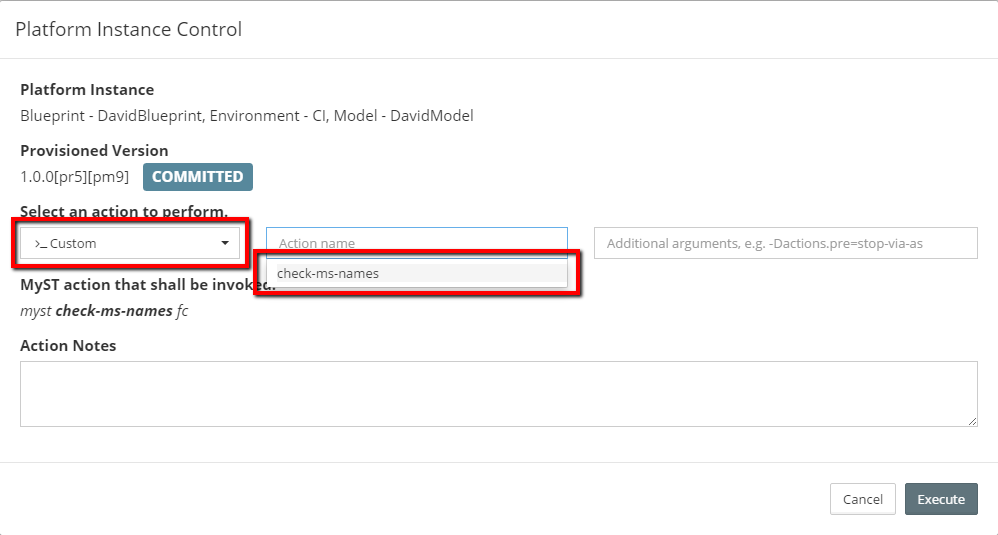 Platform Instance Control
Platform Instance
Blueprint - DavidBlueprint, Environment - CI, Model - DavidModel
Provisioned Version
1.0.0[pr5][pm9] COMMITTED
Select an action to perform.
>_ Custom Action name Additional arguments, e.g. -Dactions.pre=stop-via-as
check-ms-names
MyST action that shall be invoked.
myst check-ms-names fc
Action Notes
Cancel Execute